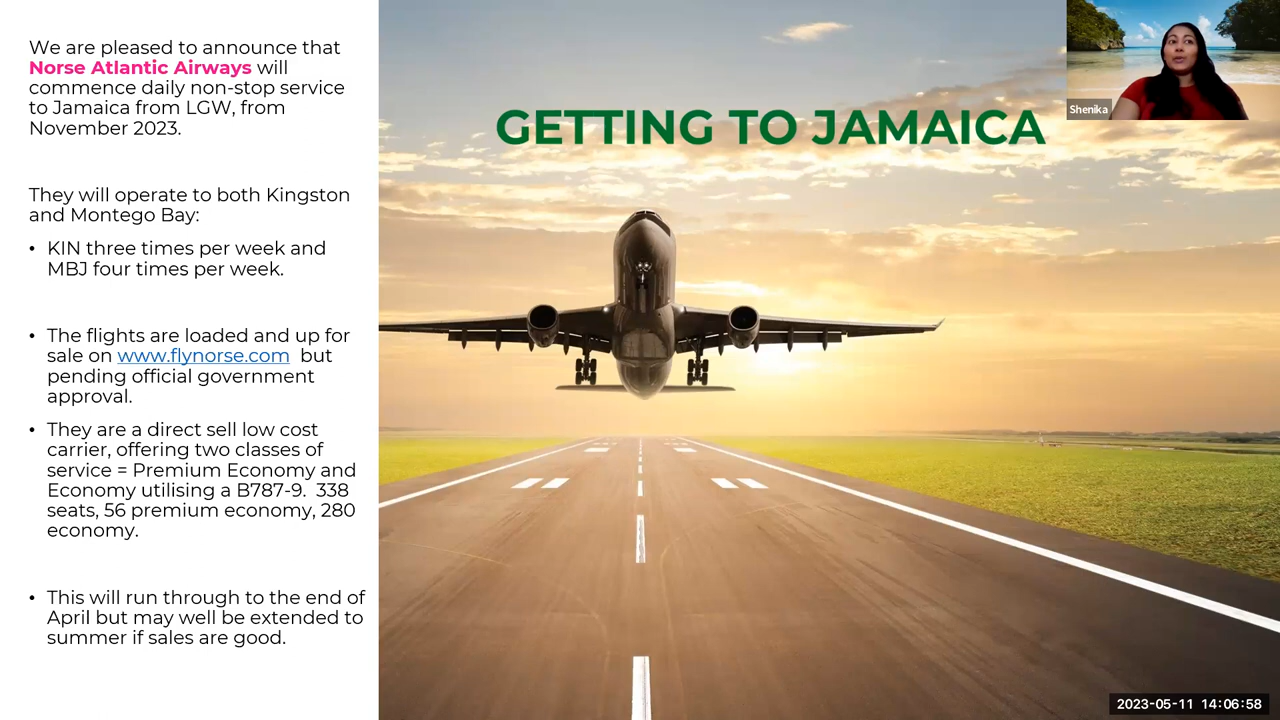 We are pleased to announce that
Norse Atlantic Airways will
commence daily non-stop service
to Jamaica from LGW, from
November 2023.
They will operate to both Kingston
and Montego Bay:
• KIN three times per week and
MBJ four times per week.
• The flights are loaded and up for
sale on www.flynorse.com but
pending official government
approval.
• They are a direct sell low cost
carrier, offering two classes of
service = Premium Economy and
Economy utilising a B787-9. 338
seats, 56 premium economy, 280
economy.
• This will run through to the end of
April but may well be extended to
summer if sales are good.
GETTING TO JAMAICA
Shenika
2023-05-11 14:06:58